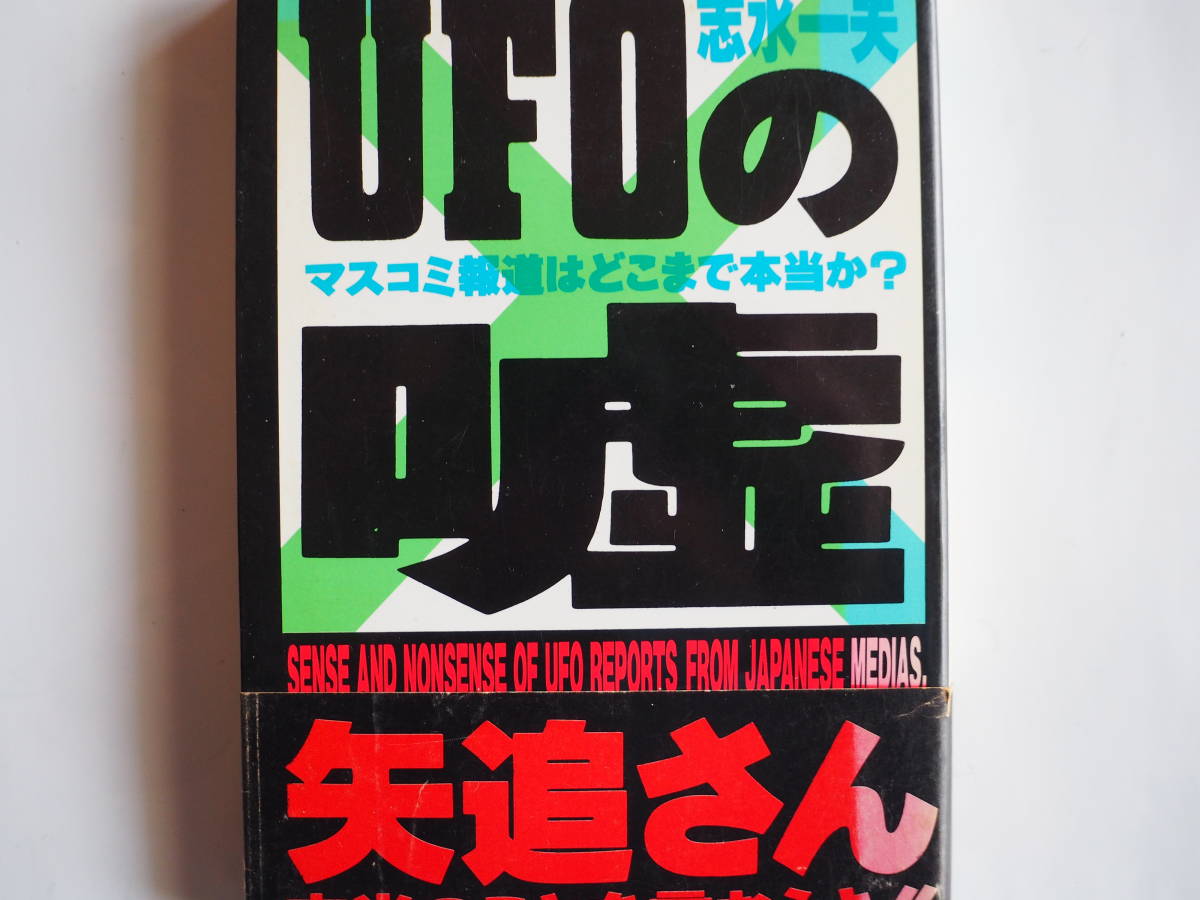 志水一夫
UFOの
マスコミ報道はどこまで本当か?
嘘
SENSE AND NONSENSE OF UFO REPORTS FROM JAPANESE MEDIAS.
矢追さん